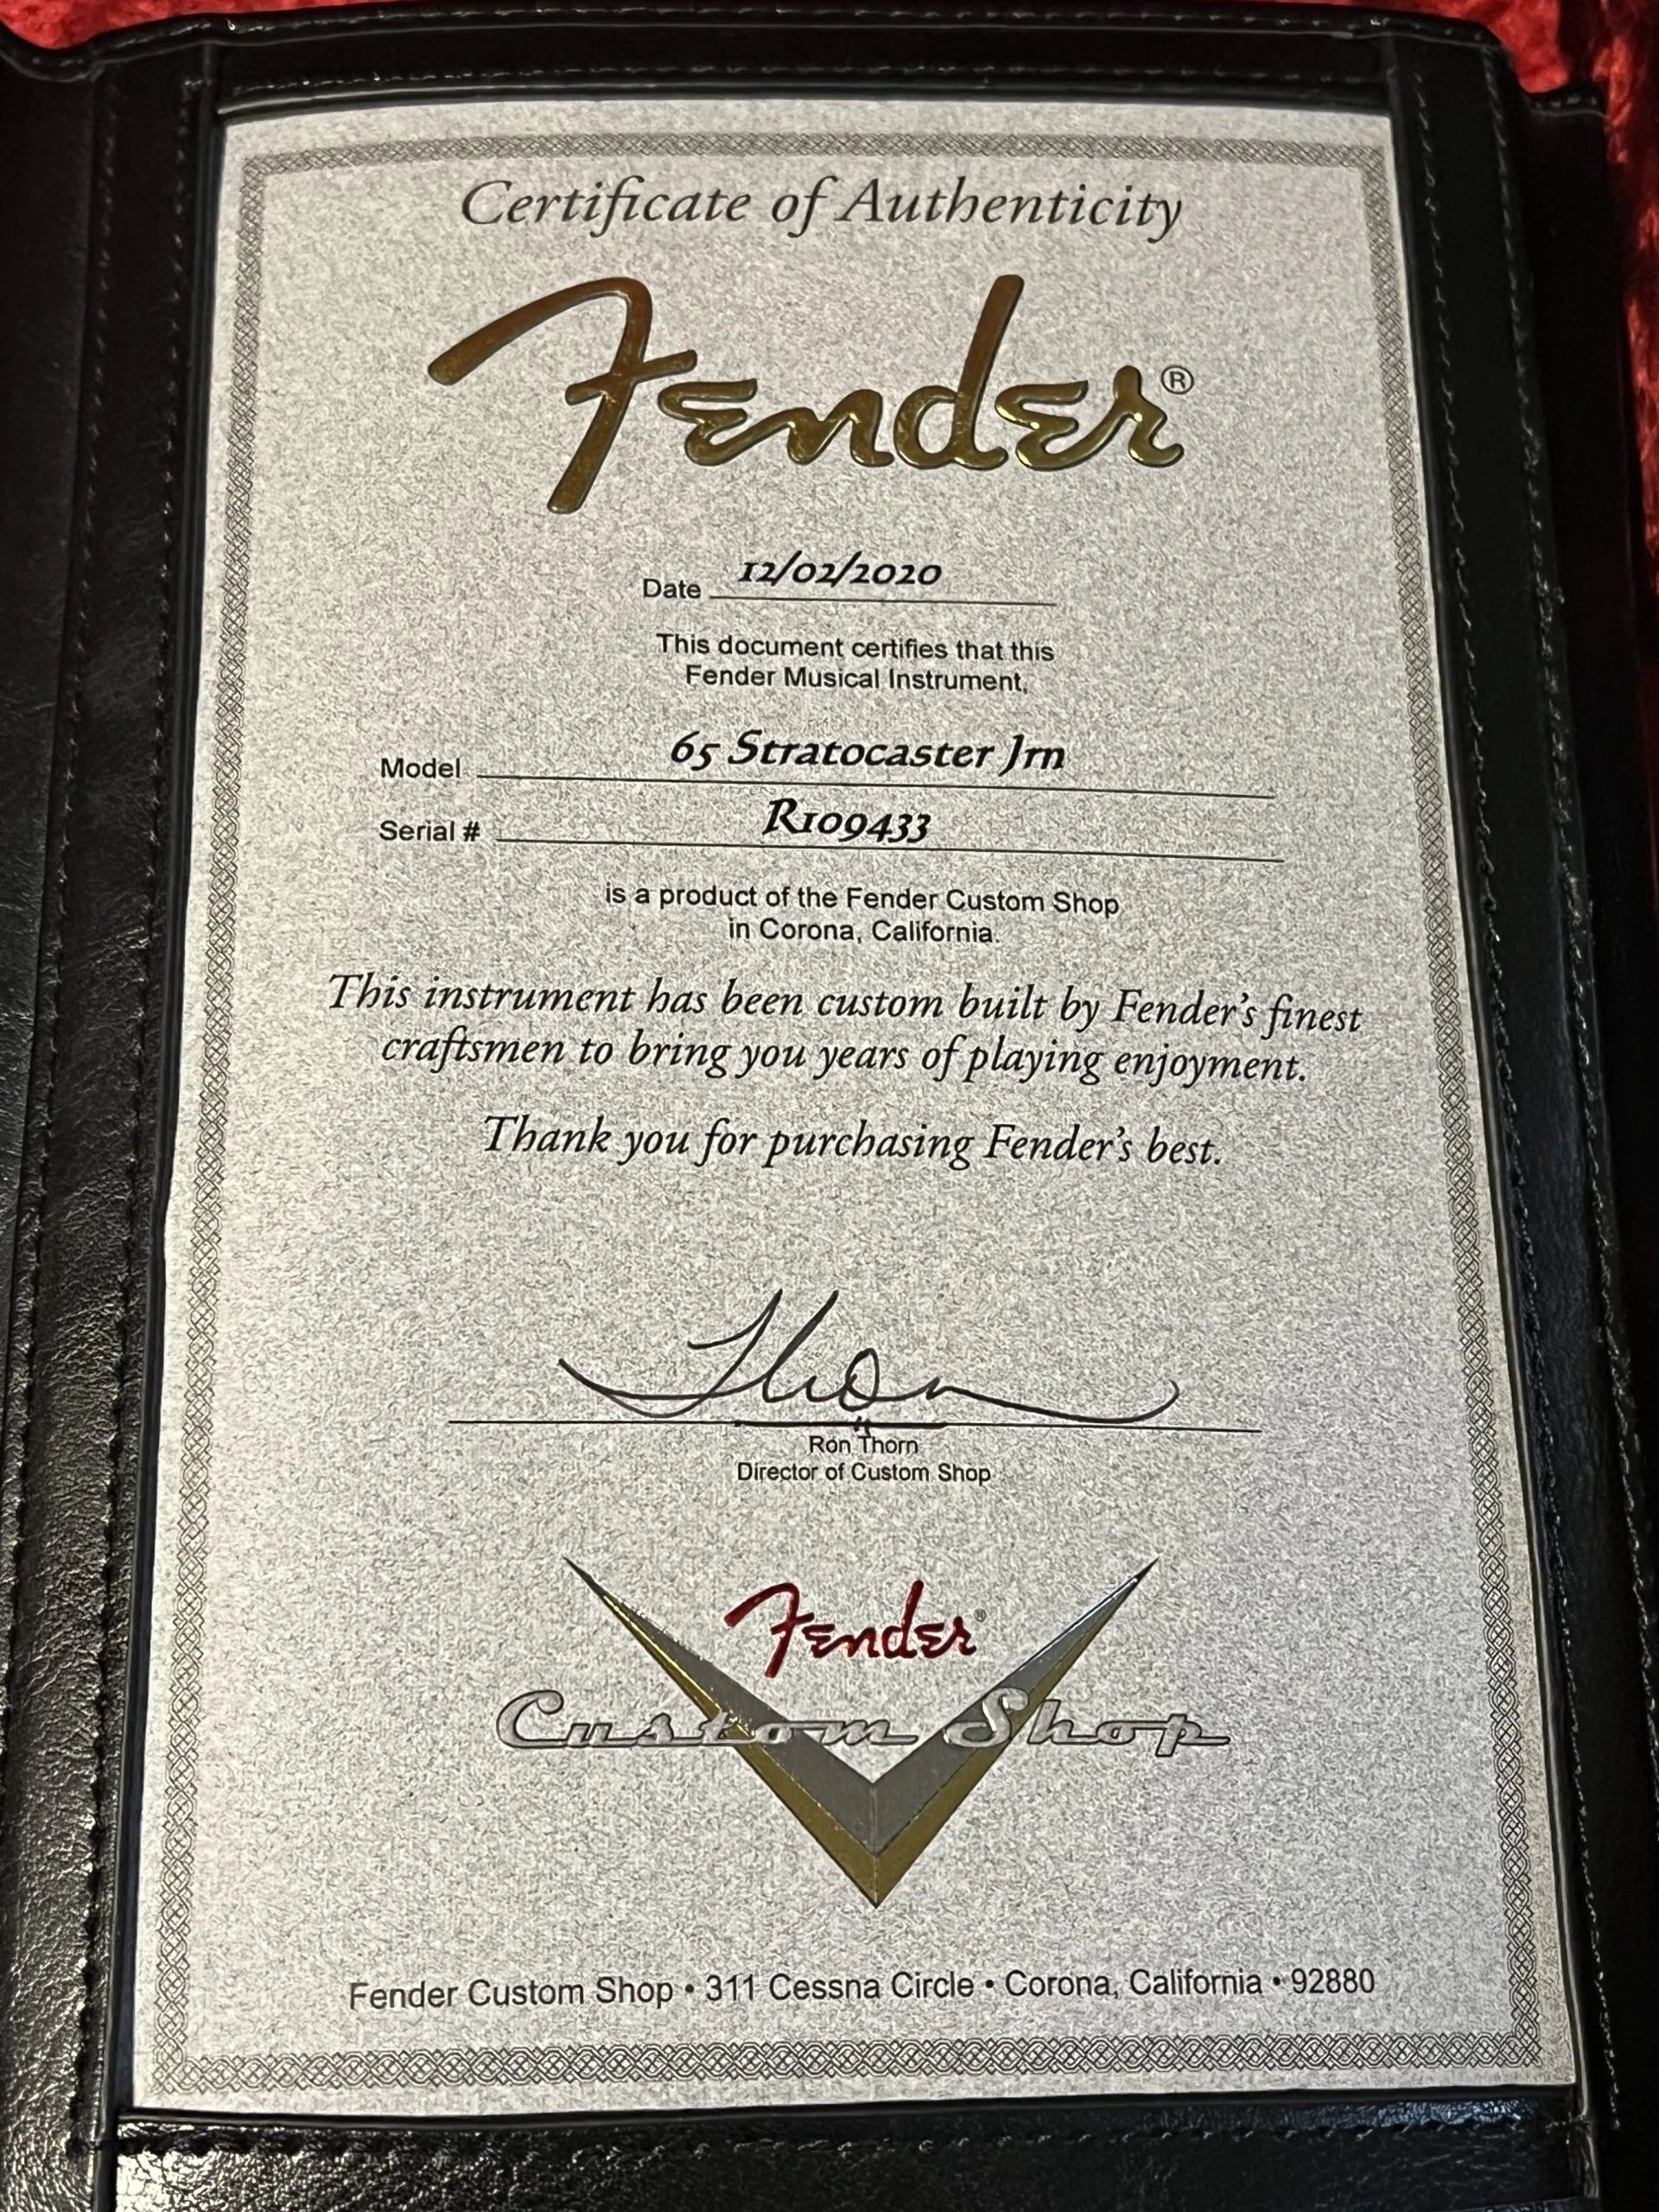 Certificate of Authenticity
Fender®
Date 12/02/2020
This document certifies that this
Fender Musical Instrument,
Model 65 Stratocaster Jrn
Serial # R109433
is a product of the Fender Custom Shop
in Corona, California.
This instrument has been custom built by Fender's finest
craftsmen to bring you years of playing enjoyment.
Thank you for purchasing Fender's best.
Thorn
Ron Thorn
Director of Custom Shop
Fender®
Custom Shop
Fender Custom Shop • 311 Cessna Circle • Corona, California • 92880